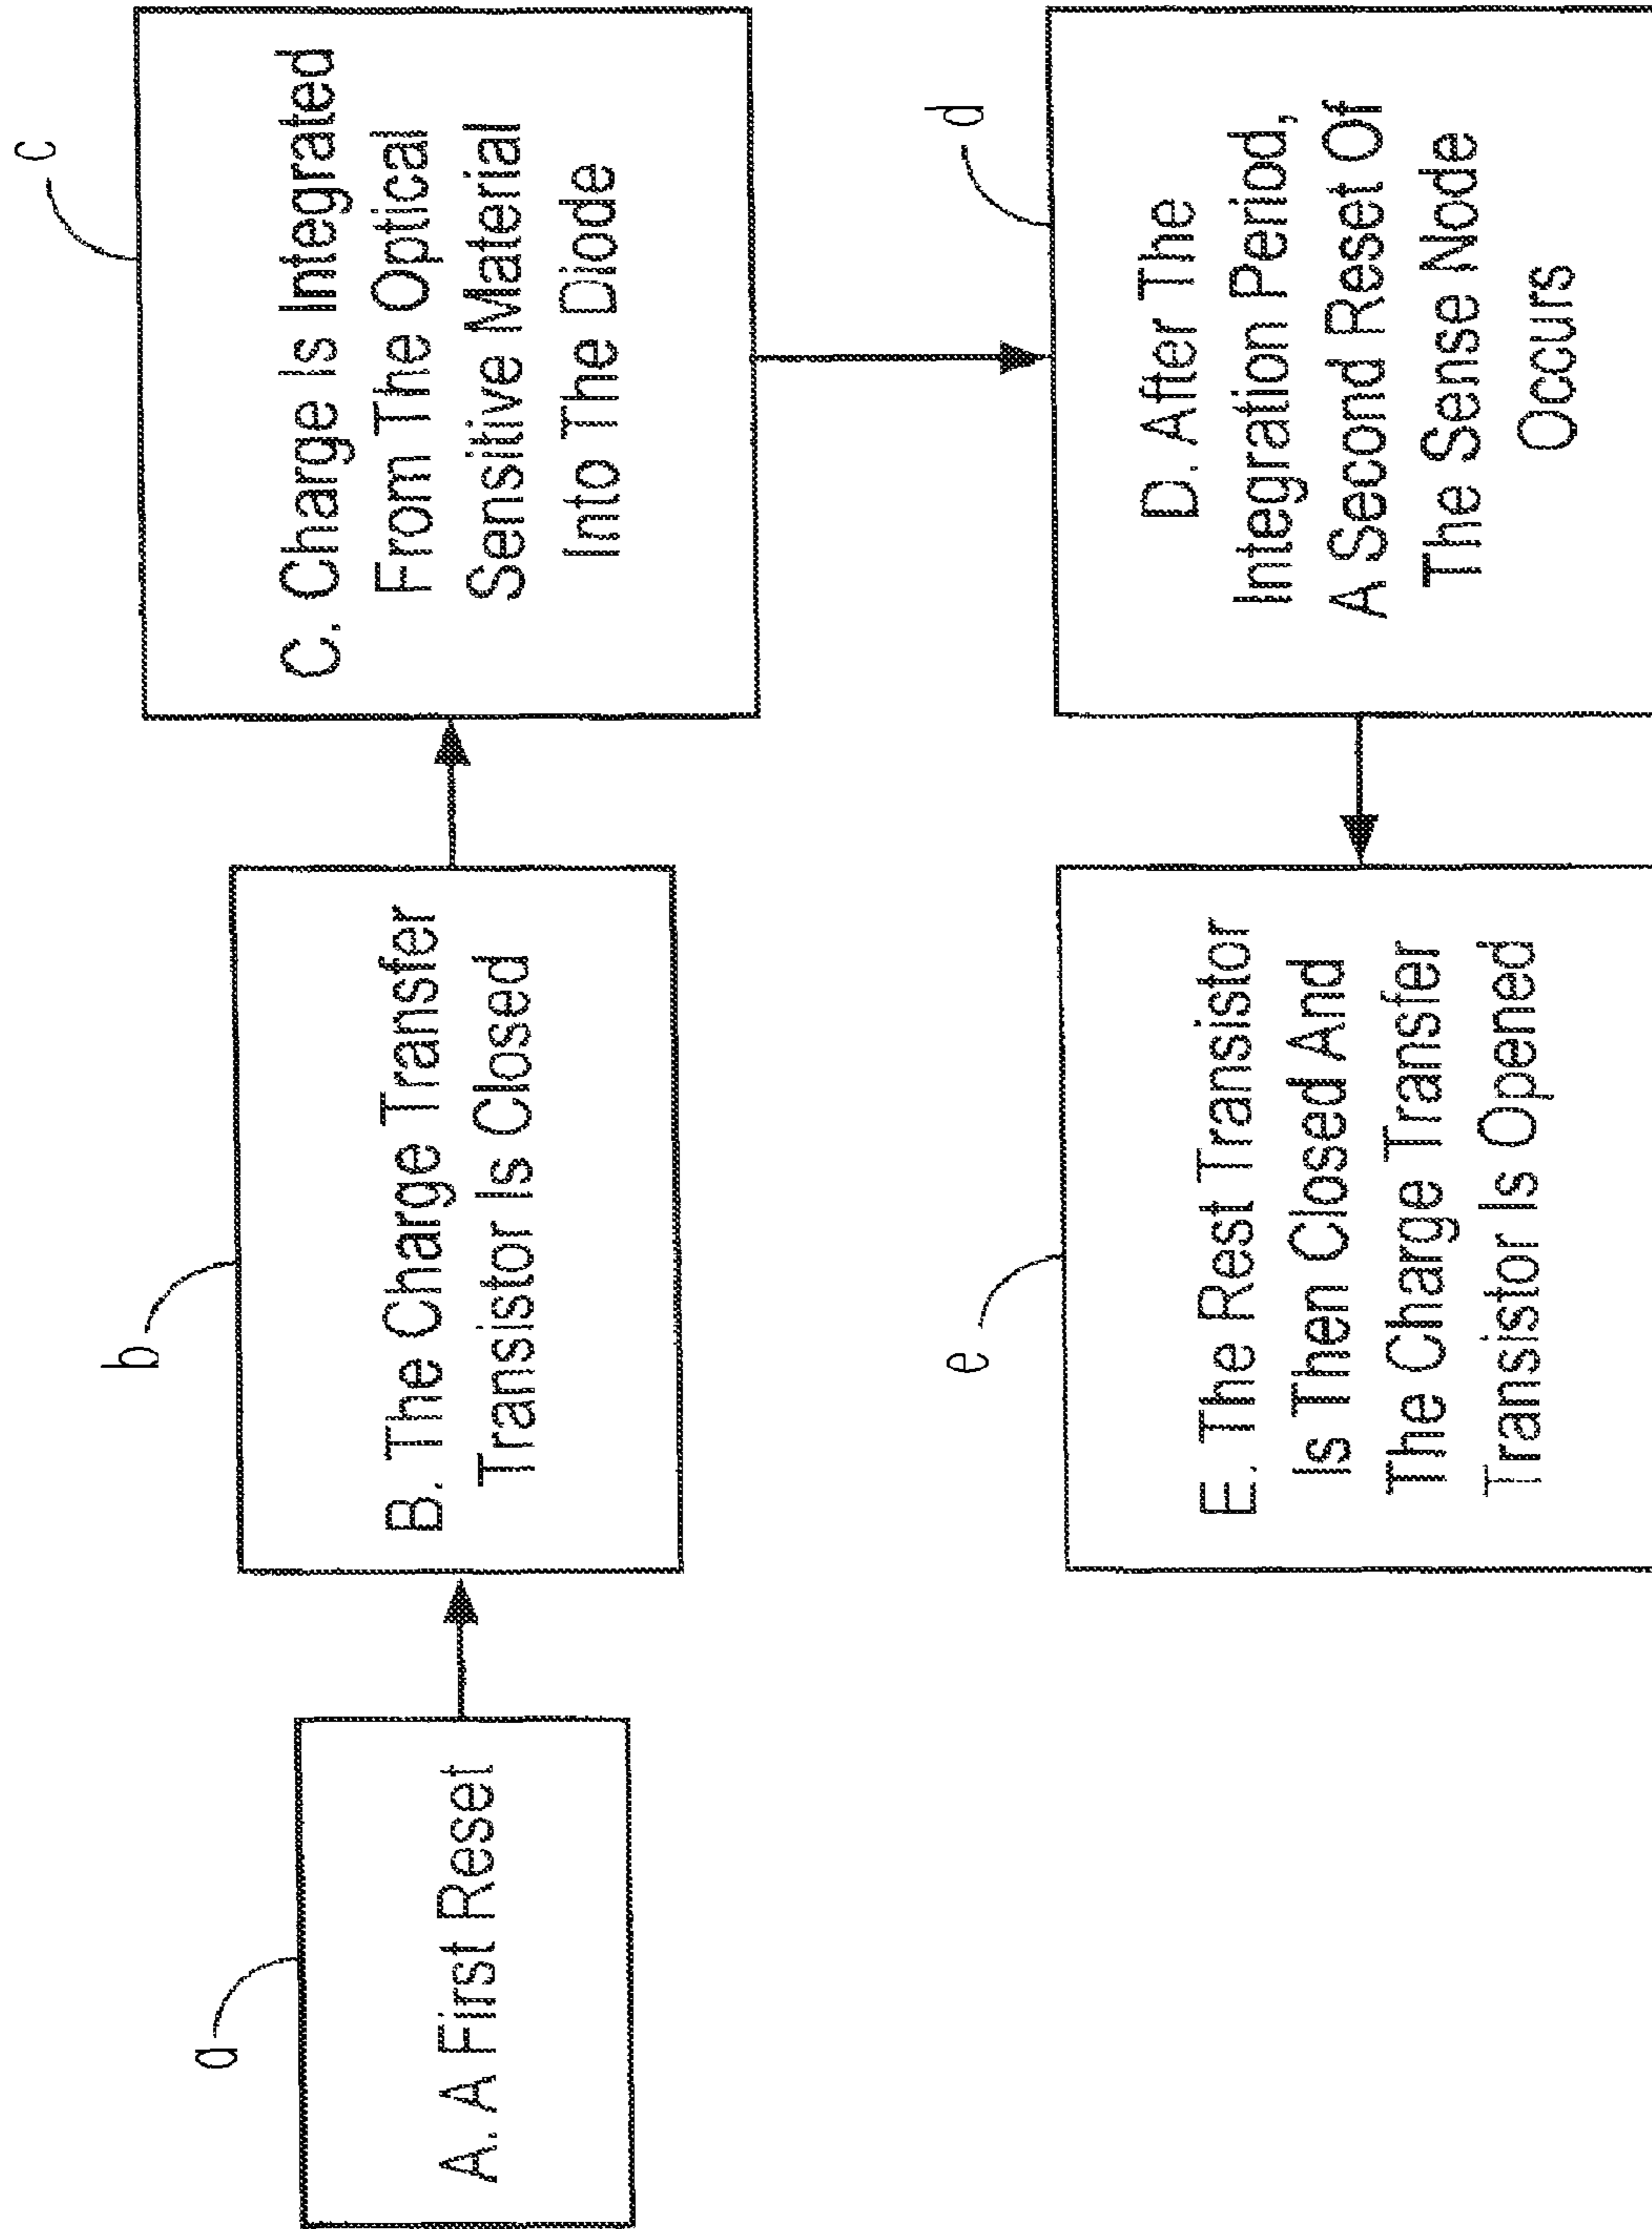 a
A. A First Reset
b
B. The Charge Transfer
Transistor Is Closed
c
C. Charge Is Integrated
From The Optical
Sensitive Material
Into The Diode
d
D. After The
Integration Period,
A Second Reset Of
The Sense Node
Occurs
e
E. The Rest Transistor
Is Then Closed And
The Charge Transfer
Transistor Is Opened